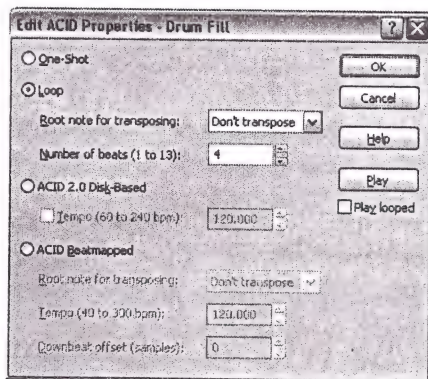 Edit ACID Properties - Drum Fill
One-Shot
OK
Loop
Cancel
Root note for transposing: Don't transpose
Help
Number of beats (1 to 13): 4
ACID 2.0 Disk-Based
Play
Tempo (60 to 240 bpm): 120.000
Play looped
ACID Beatmapped
Root note for transposing: Don't transpose
Tempo (40 to 300 bpm): 120.000
Downbeat offset (samples): 0